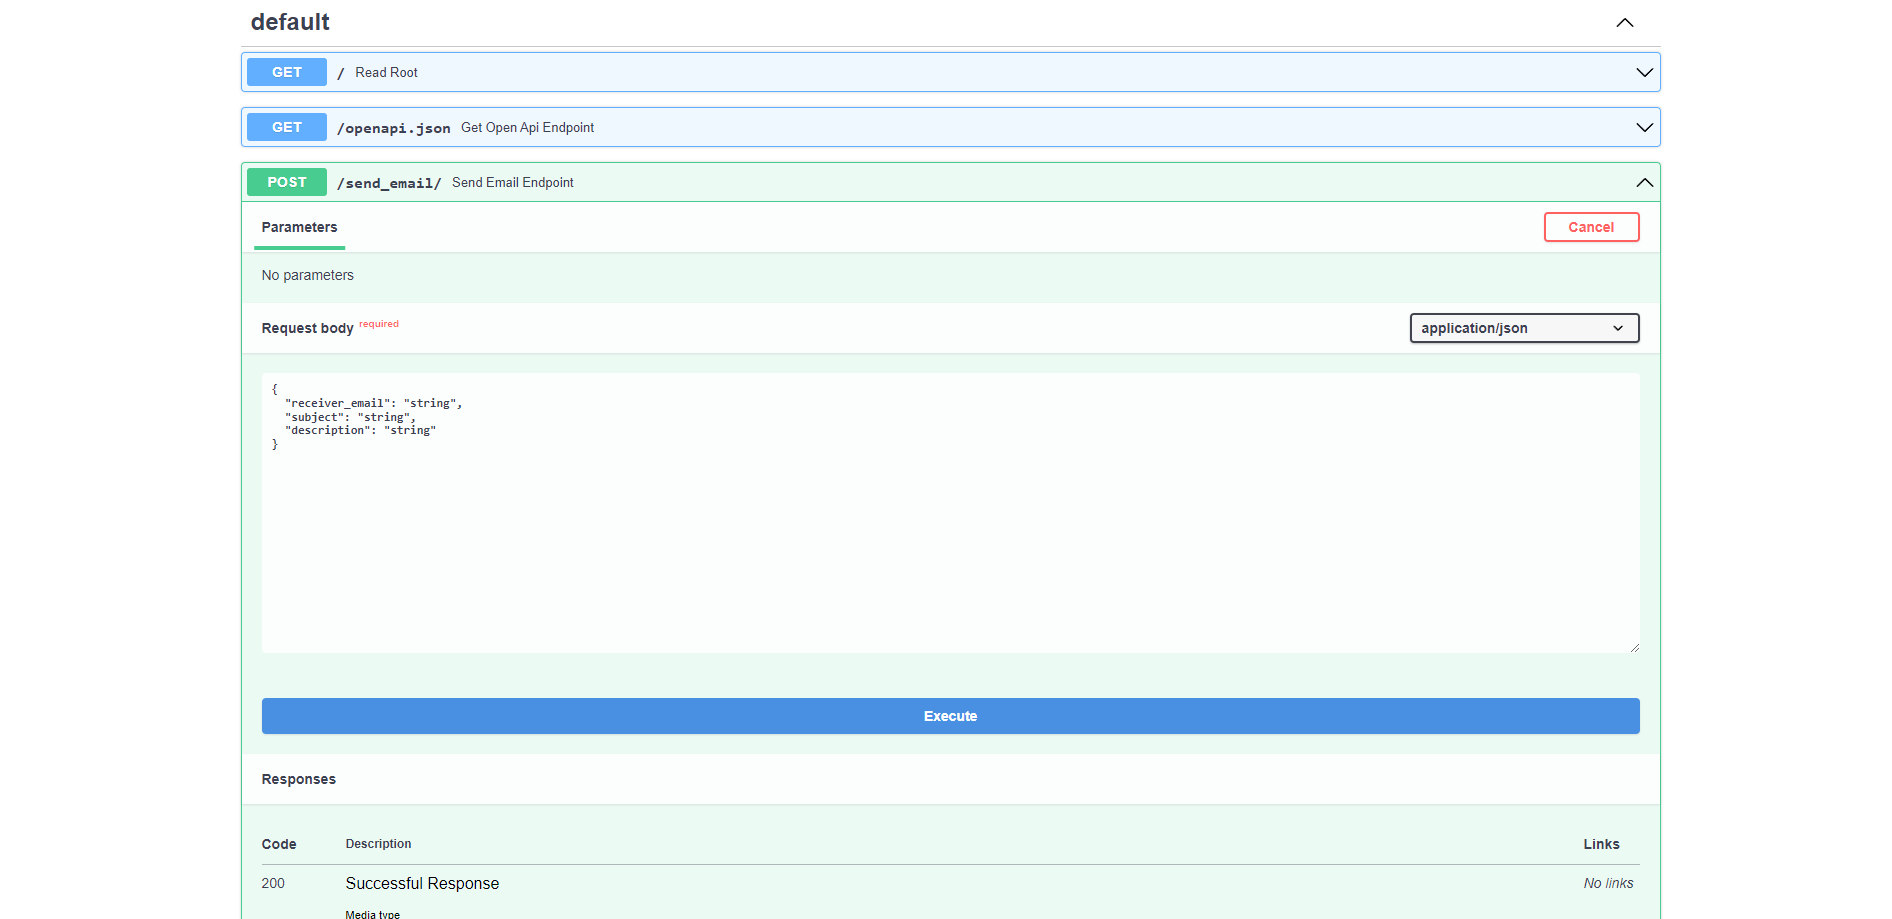 default
GET / Read Root
GET /openapi.json Get Open Api Endpoint
POST /send_email/ Send Email Endpoint
Parameters Cancel
No parameters
Request body required application/json
{
  "receiver_email": "string",
  "subject": "string",
  "description": "string"
}
Execute
Responses
Code Description Links
200 Successful Response No links
Media type